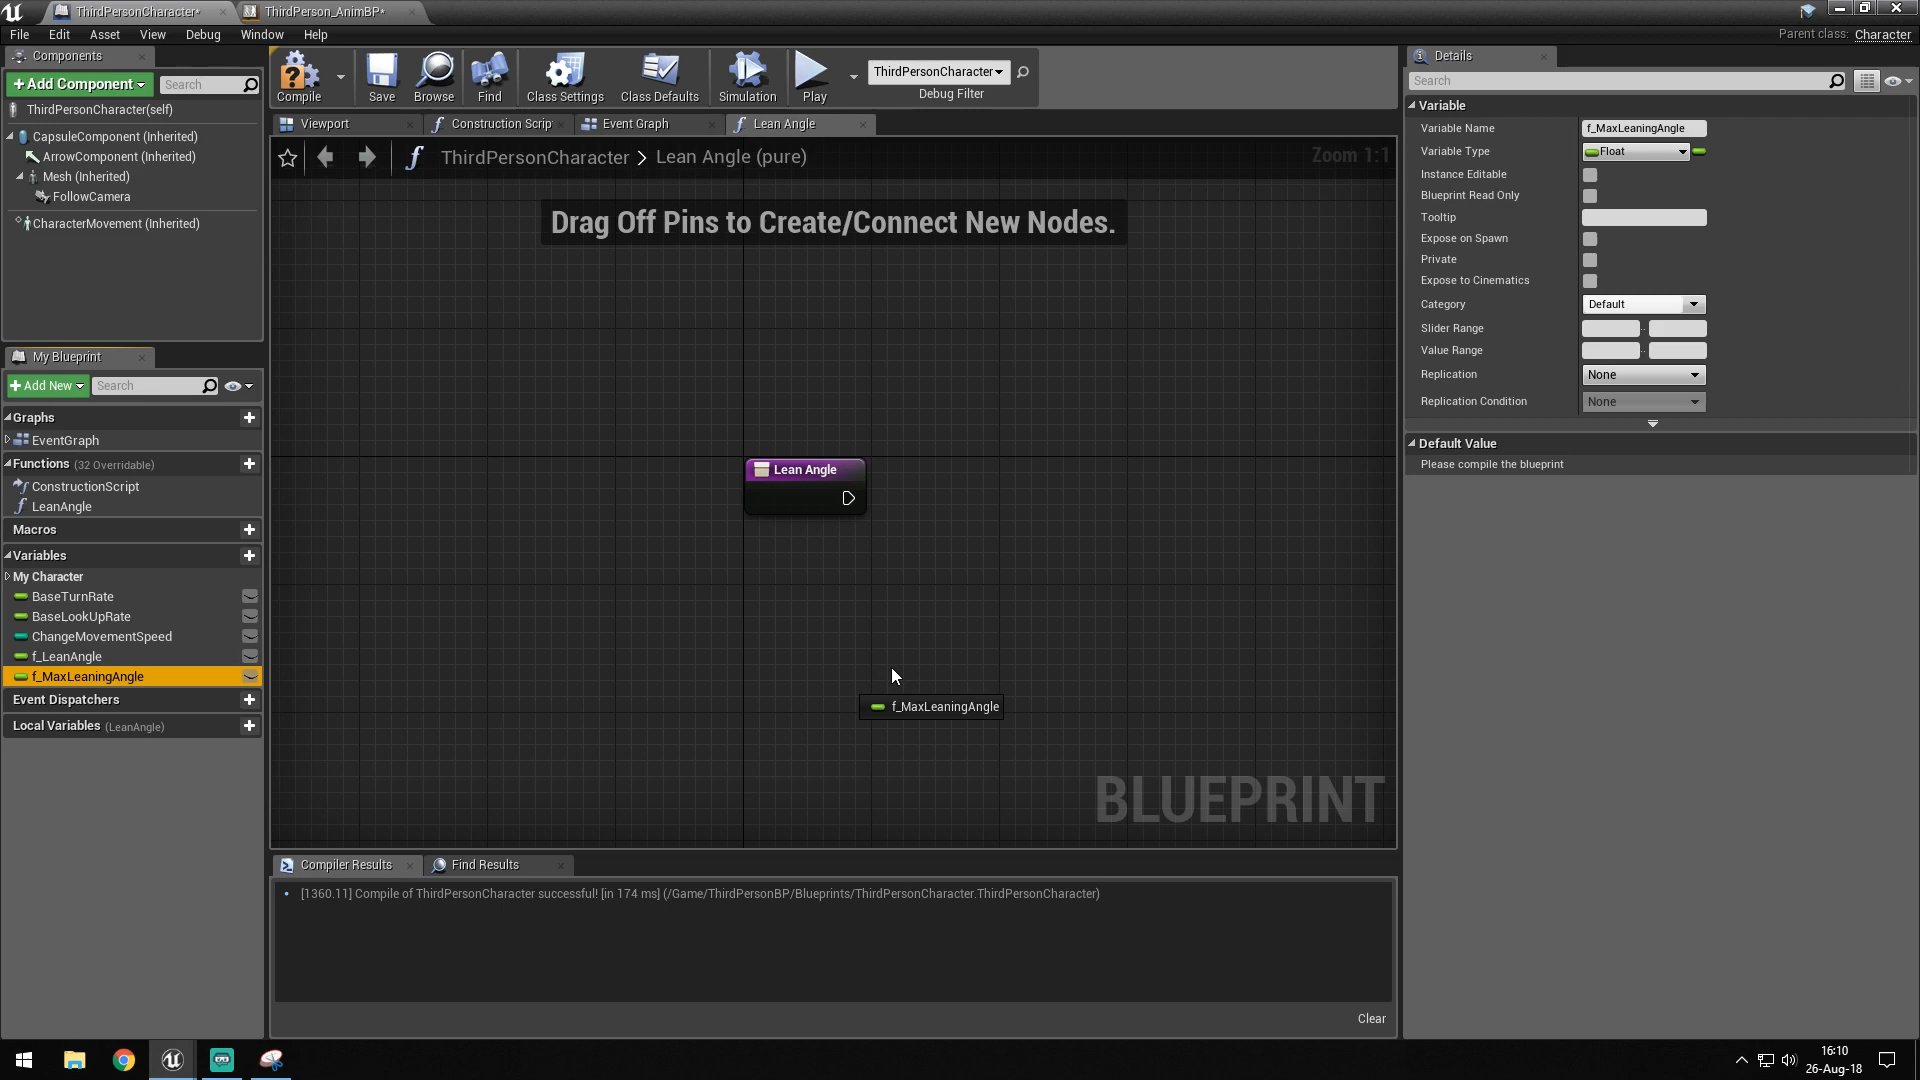 ThirdPersonCharacter*
ThirdPerson_AnimBP*
File
Edit
Asset
View
Debug
Window
Help
Parent class: Character
Components
+ Add Component
Search
ThirdPersonCharacter(self)
CapsuleComponent (Inherited)
ArrowComponent (Inherited)
Mesh (Inherited)
FollowCamera
CharacterMovement (Inherited)
My Blueprint
+ Add New
Search
Graphs
EventGraph
Functions (32 Overridable)
ConstructionScript
LeanAngle
Macros
Variables
My Character
BaseTurnRate
BaseLookUpRate
ChangeMovementSpeed
f_LeanAngle
f_MaxLeaningAngle
Event Dispatchers
Local Variables (LeanAngle)
Compile
Save
Browse
Find
Class Settings
Class Defaults
Simulation
Play
ThirdPersonCharacter
Debug Filter
Viewport
Construction Scrip
Event Graph
Lean Angle
ThirdPersonCharacter > Lean Angle (pure)
Zoom 1:1
Drag Off Pins to Create/Connect New Nodes.
Lean Angle
f_MaxLeaningAngle
BLUEPRINT
Compiler Results
Find Results
[1360.11] Compile of ThirdPersonCharacter successful! [in 174 ms] (/Game/ThirdPersonBP/Blueprints/ThirdPersonCharacter.ThirdPersonCharacter)
Clear
Details
Search
Variable
Variable Name
f_MaxLeaningAngle
Variable Type
Float
Instance Editable
Blueprint Read Only
Tooltip
Expose on Spawn
Private
Expose to Cinematics
Category
Default
Slider Range
Value Range
Replication
None
Replication Condition
None
Default Value
Please compile the blueprint
16:10
26-Aug-18